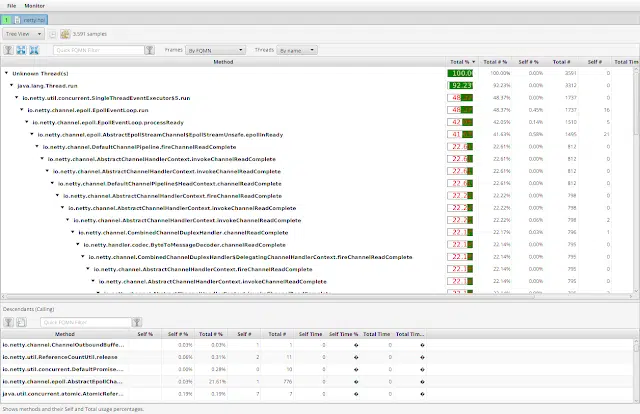 File Monitor
1 netty.hpl
Tree View 3,591 samples
Quick FQMN Filter Frames By FQMN Threads By name
Method Total % Total # % Self # % Total # Self # Total Time
Unknown Thread(s) 100.0 100.00% 0.00% 3591 0
java.lang.Thread.run 92.23 92.23% 0.00% 3312 0
io.netty.util.concurrent.SingleThreadEventExecutor$5.run 48 48.37% 0.00% 1737 0
io.netty.channel.epoll.EpollEventLoop.run 48 48.37% 0.45% 1737 16
io.netty.channel.epoll.EpollEventLoop.processReady 42 42.05% 0.14% 1510 5
io.netty.channel.epoll.AbstractEpollStreamChannel$EpollStreamUnsafe.epollInReady 41 41.63% 0.58% 1495 21
io.netty.channel.DefaultChannelPipeline.fireChannelReadComplete 22.6 22.61% 0.00% 812 0
io.netty.channel.AbstractChannelHandlerContext.invokeChannelReadComplete 22.6 22.61% 0.00% 812 0
io.netty.channel.AbstractChannelHandlerContext.invokeChannelReadComplete 22.6 22.61% 0.00% 812 0
io.netty.channel.DefaultChannelPipeline$HeadContext.channelReadComplete 22.6 22.61% 0.00% 812 0
io.netty.channel.AbstractChannelHandlerContext.fireChannelReadComplete 22.2 22.22% 0.00% 798 0
io.netty.channel.AbstractChannelHandlerContext.invokeChannelReadComplete 22.2 22.22% 0.00% 798 0
io.netty.channel.AbstractChannelHandlerContext.invokeChannelReadComplete 22.2 22.22% 0.06% 798 2
io.netty.channel.CombinedChannelDuplexHandler.channelReadComplete 22.1 22.17% 0.03% 796 1
io.netty.handler.codec.ByteToMessageDecoder.channelReadComplete 22.1 22.14% 0.00% 795 0
io.netty.channel.CombinedChannelDuplexHandler$DelegatingChannelHandlerContext.fireChannelReadComplete 22.1 22.14% 0.00% 795 0
io.netty.channel.AbstractChannelHandlerContext.fireChannelReadComplete 22.1 22.14% 0.00% 795 0
io.netty.channel.AbstractChannelHandlerContext.invokeChannelReadComplete 22.1 22.14% 0.00% 795 0
Descendants (Calling)
Quick FQMN Filter
Method Self % Self # % Total # % Self # Total # Self Time Self Time % Total Time Total Tim...
io.netty.channel.ChannelOutboundBuffe... 0.03% 0.03% 1 1 0 � 0 �
io.netty.util.ReferenceCountUtil.release 0.06% 0.31% 2 11 0 � 0 �
io.netty.util.concurrent.DefaultPromise... 0.00% 0.28% 0 10 0 � 0 �
io.netty.channel.epoll.AbstractEpollCha... 0.03% 21.61% 1 776 0 � 0 �
java.util.concurrent.atomic.AtomicRefer... 0.19% 0.19% 7 7 0 � 0 �
Shows methods and their Self and Total usage percentages.